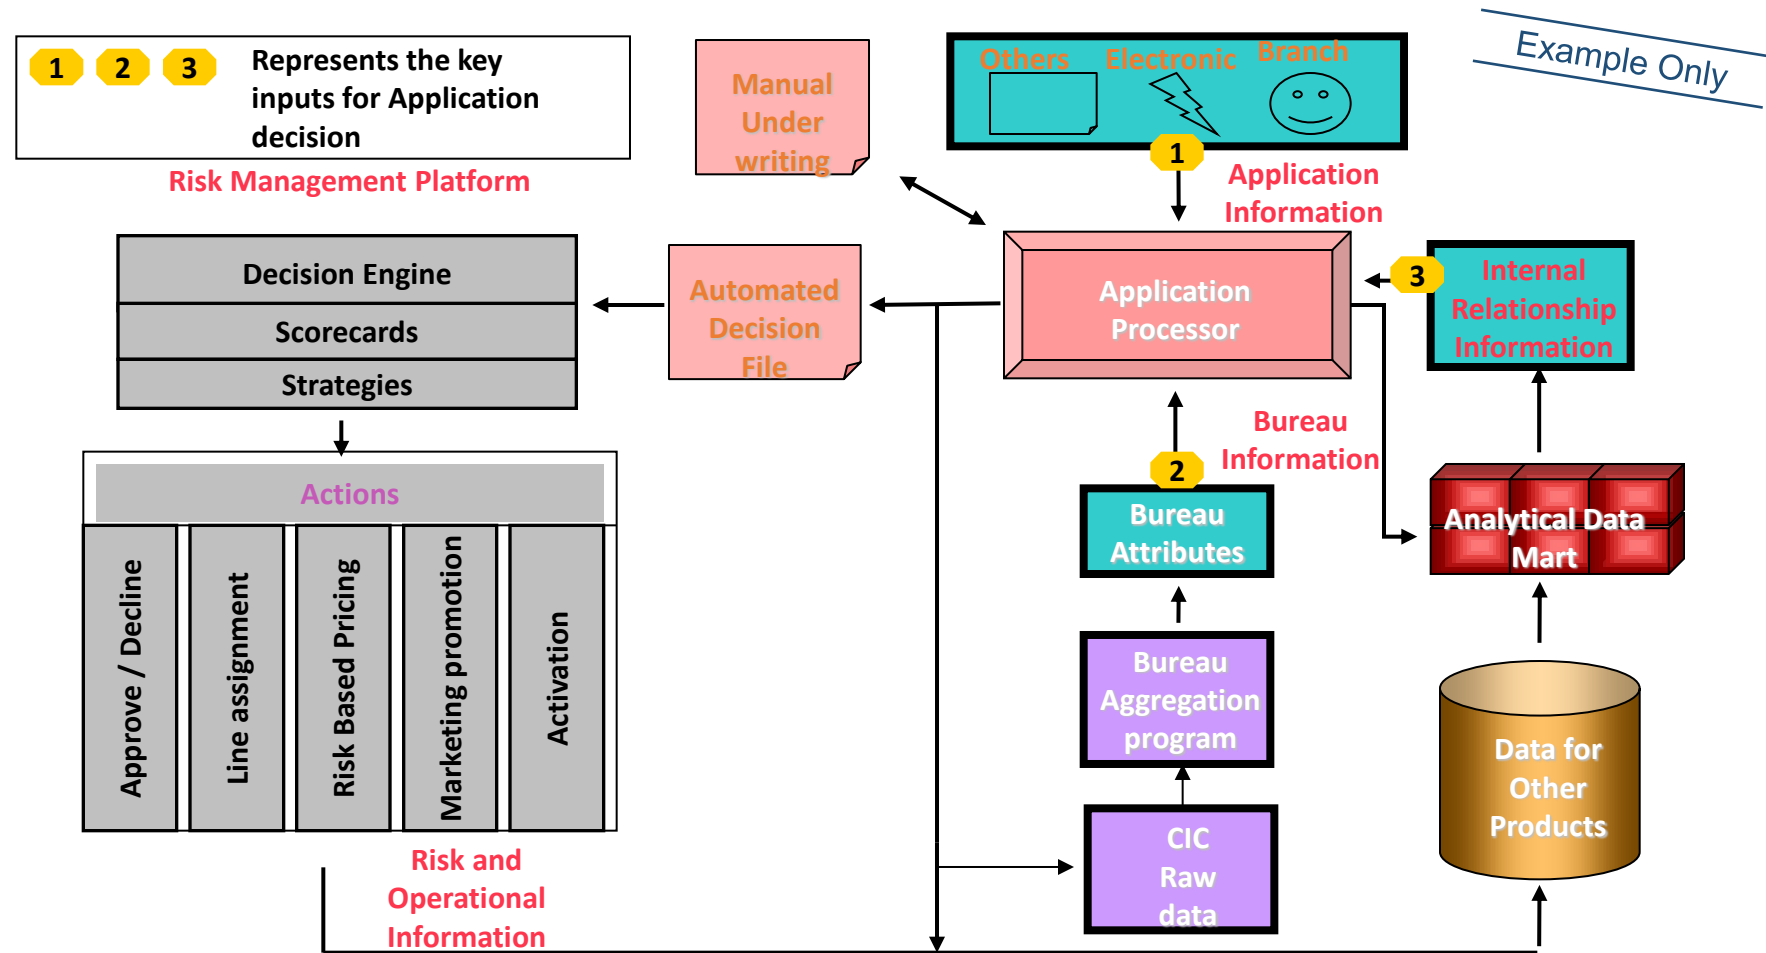 1 2 3
Represents the key
inputs for Application
decision
Risk Management Platform
Manual
Under
writing
Others Electronic Branch
Example Only
1
Application
Information
Decision Engine
Scorecards
Strategies
Automated
Decision
File
Application
Processor
3
Internal
Relationship
Information
Bureau
Information
2
Bureau
Attributes
Analytical Data
Mart
Actions
Approve / Decline
Line assignment
Risk Based Pricing
Marketing promotion
Activation
Bureau
Aggregation
program
Data for
Other
Products
CIC
Raw
data
Risk and
Operational
Information